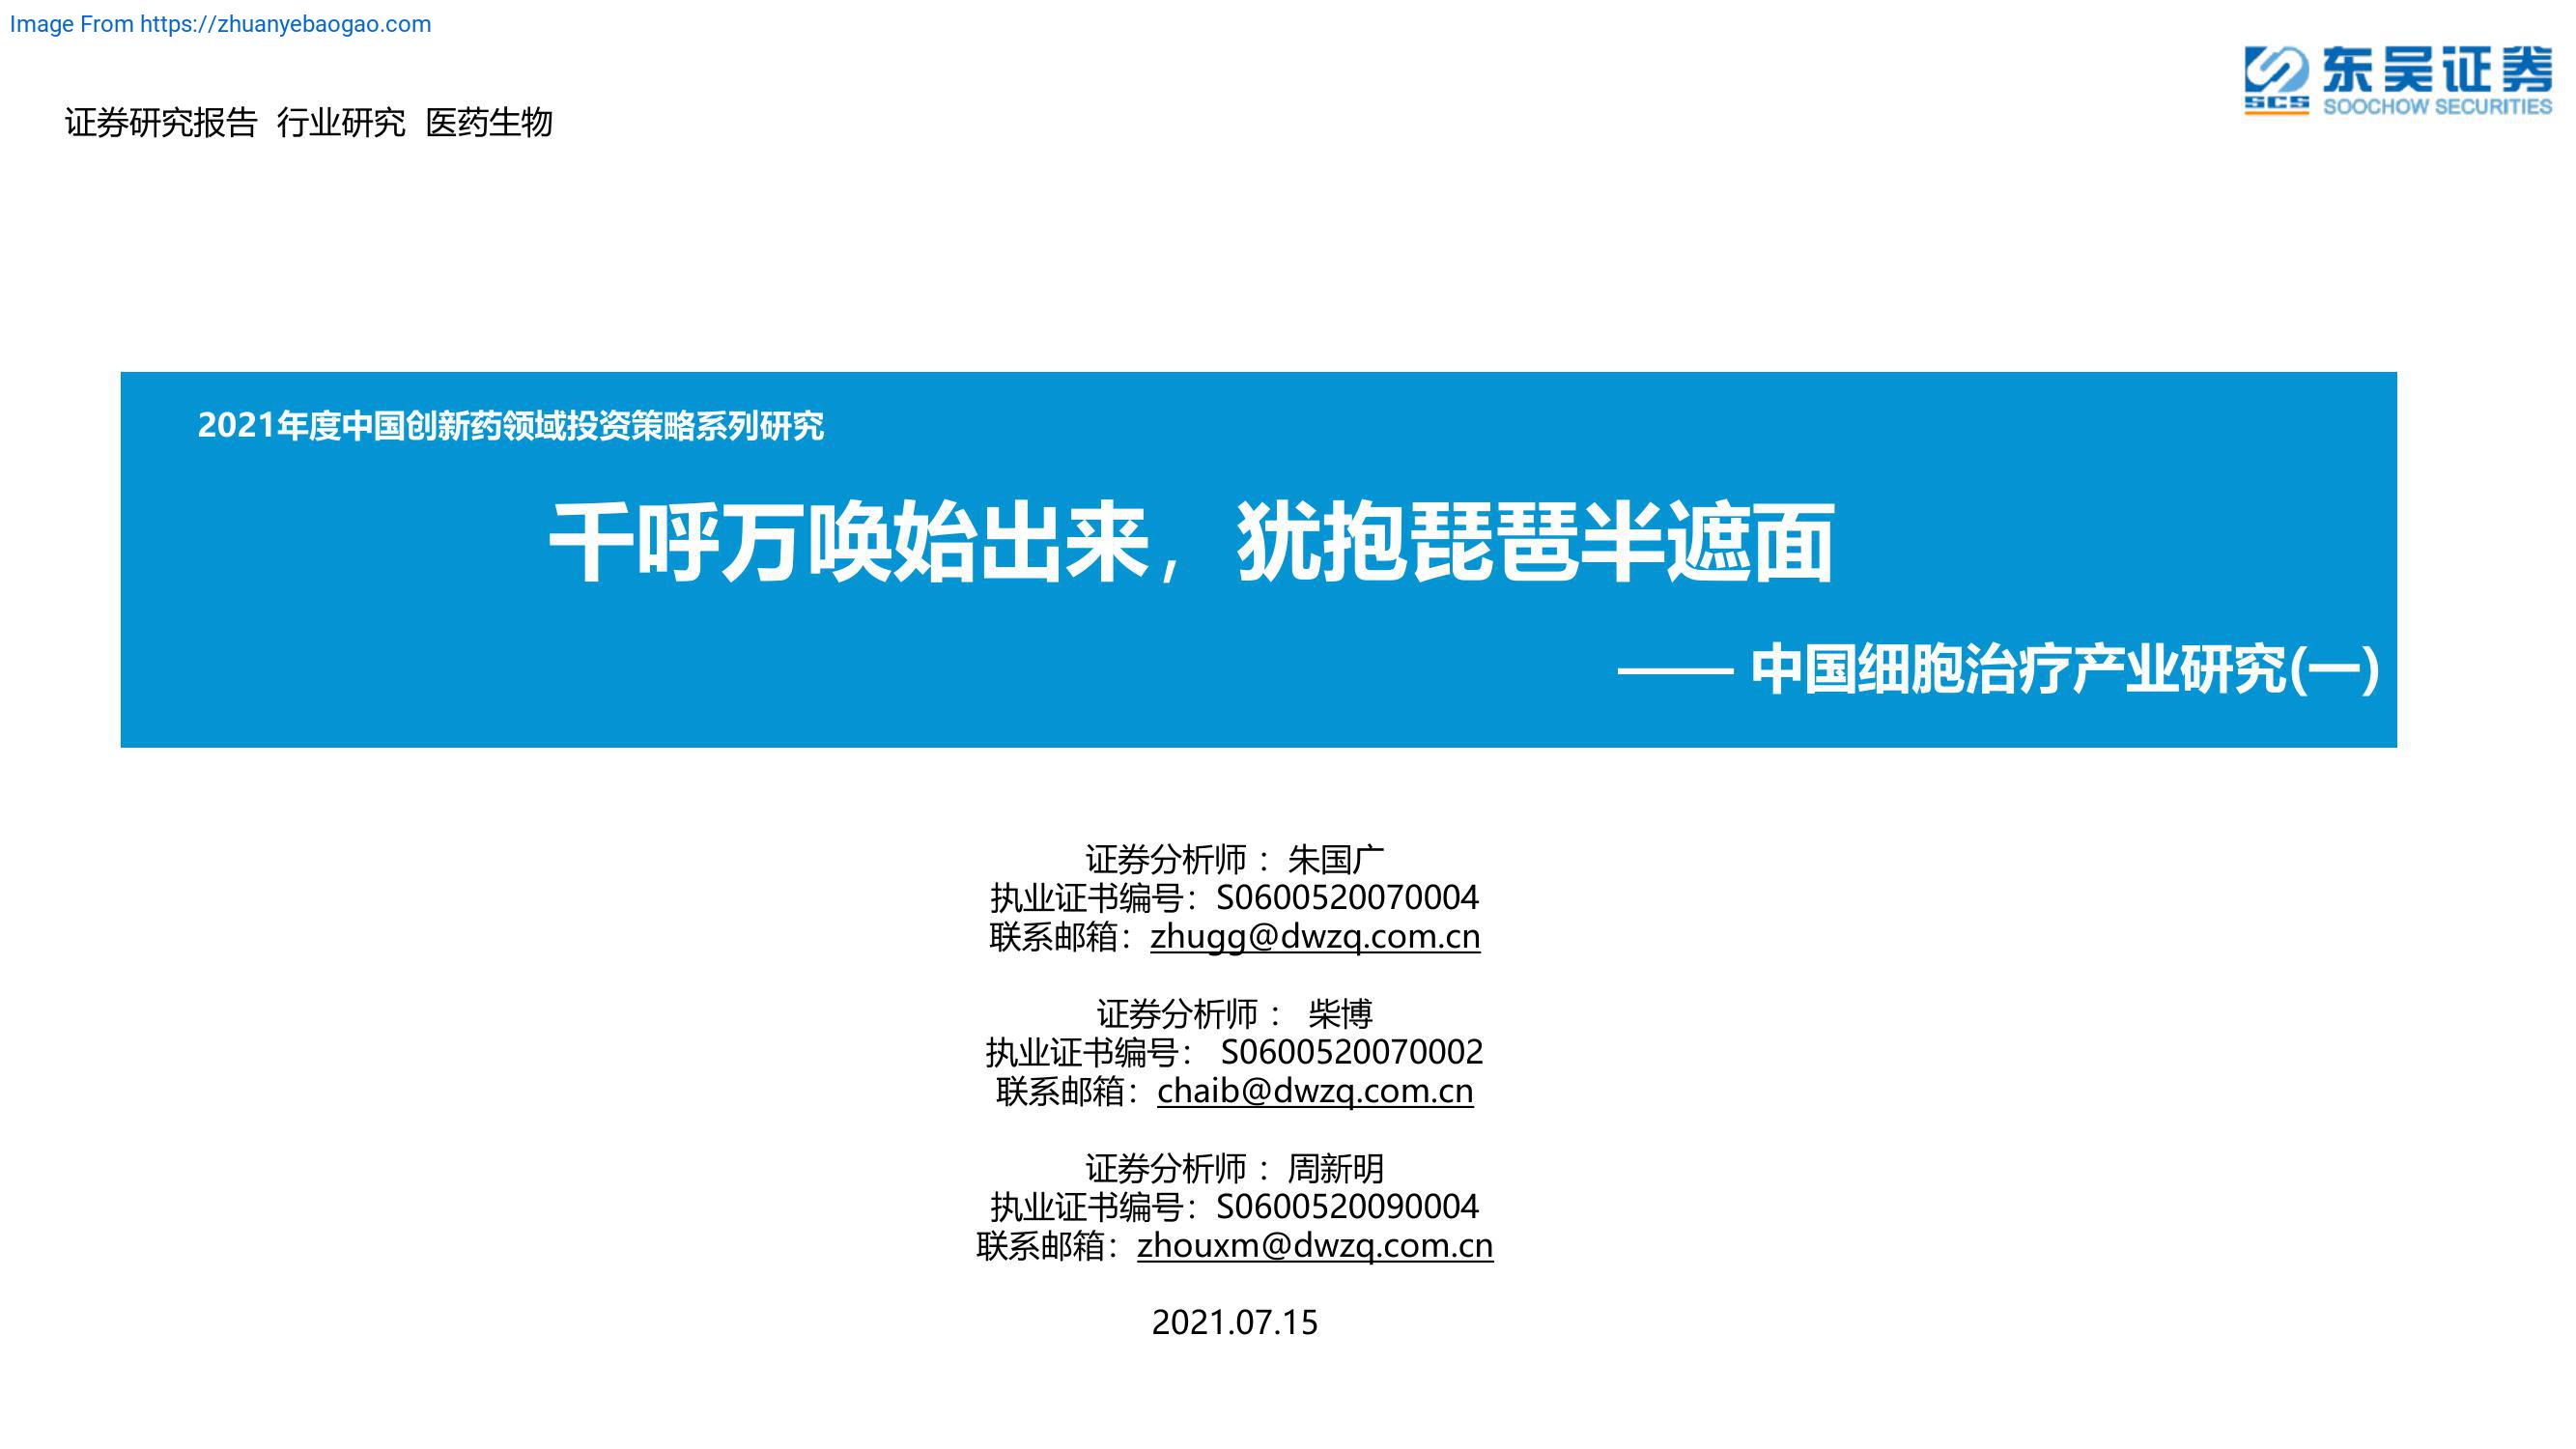 Image From https://zhuanyebaogao.com
东吴证券
SCS
SOOCHOW SECURITIES
证券研究报告 行业研究 医药生物
2021年度中国创新药领域投资策略系列研究
千呼万唤始出来，犹抱琵琶半遮面
—— 中国细胞治疗产业研究(一)
证券分析师 ：朱国广
执业证书编号：S0600520070004
联系邮箱：zhugg@dwzq.com.cn
证券分析师 ： 柴博
执业证书编号： S0600520070002
联系邮箱：chaib@dwzq.com.cn
证券分析师 ：周新明
执业证书编号：S0600520090004
联系邮箱：zhouxm@dwzq.com.cn
2021.07.15